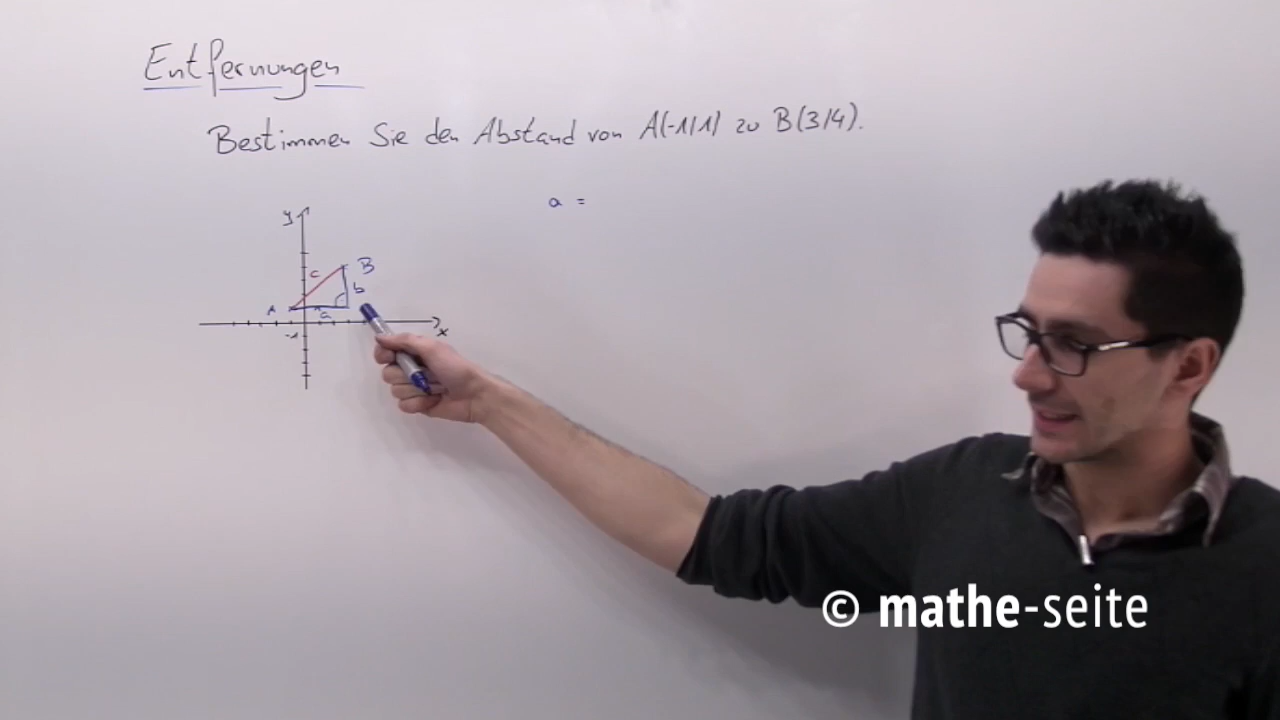 Entfernungen
Bestimmen Sie den Abstand von A(-1/1) zu B(3/4).
a =
y
c
B
b
A
a
x
-1
© mathe-seite